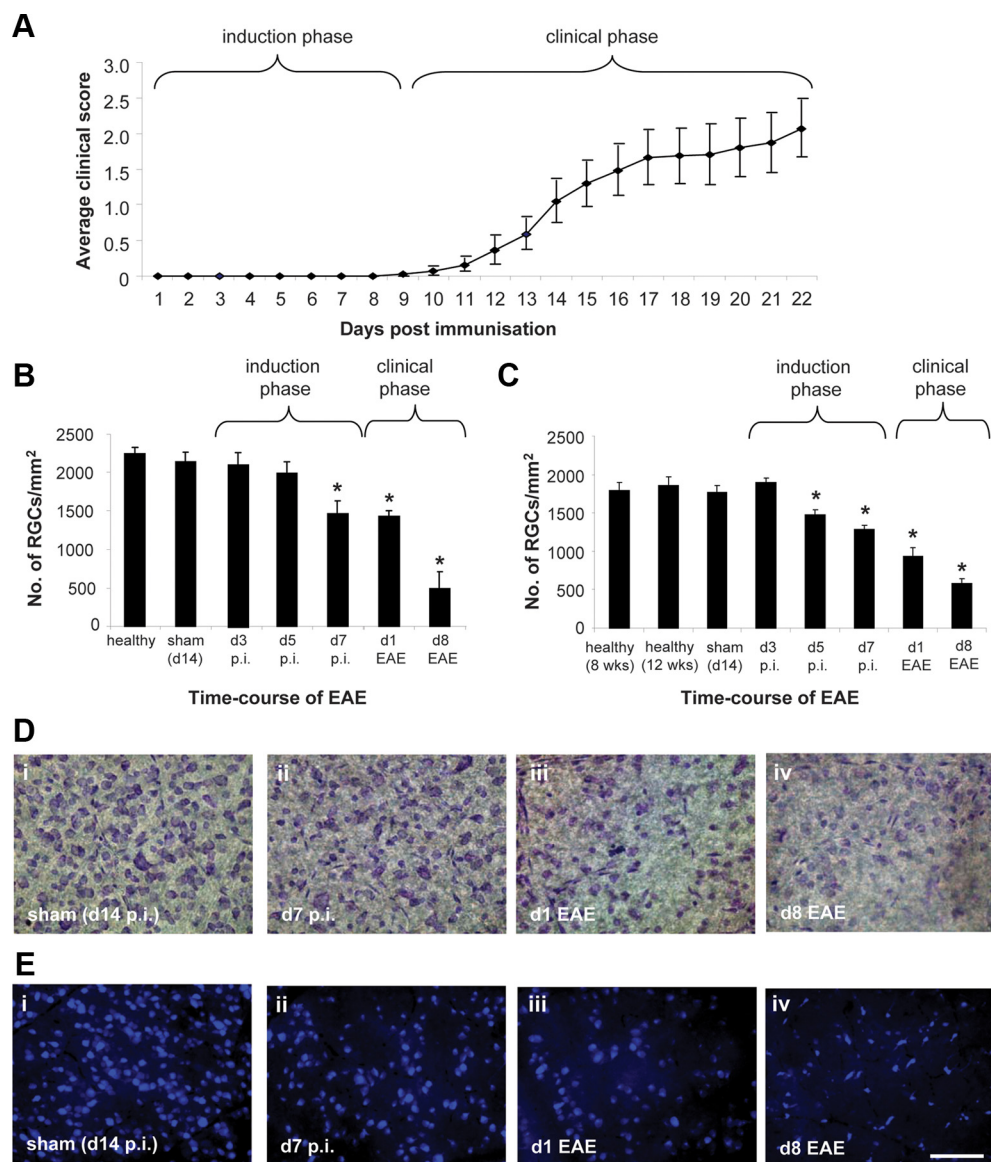 A
induction phase
clinical phase
Average clinical score
3.0
2.5
2.0
1.5
1.0
0.5
0
1 2 3 4 5 6 7 8 9 10 11 12 13 14 15 16 17 18 19 20 21 22
Days post immunisation
B
induction phase
clinical phase
No. of RGCs/mm²
2500
2000
1500
1000
500
0
* * *
healthy sham (d14) d3 p.i. d5 p.i. d7 p.i. d1 EAE d8 EAE
Time-course of EAE
C
induction phase
clinical phase
No. of RGCs/mm²
2500
2000
1500
1000
500
0
* * * *
healthy (8 wks) healthy (12 wks) sham (d14) d3 p.i. d5 p.i. d7 p.i. d1 EAE d8 EAE
Time-course of EAE
D
i
sham (d14 p.i.)
ii
d7 p.i.
iii
d1 EAE
iv
d8 EAE
E
i
sham (d14 p.i.)
ii
d7 p.i.
iii
d1 EAE
iv
d8 EAE